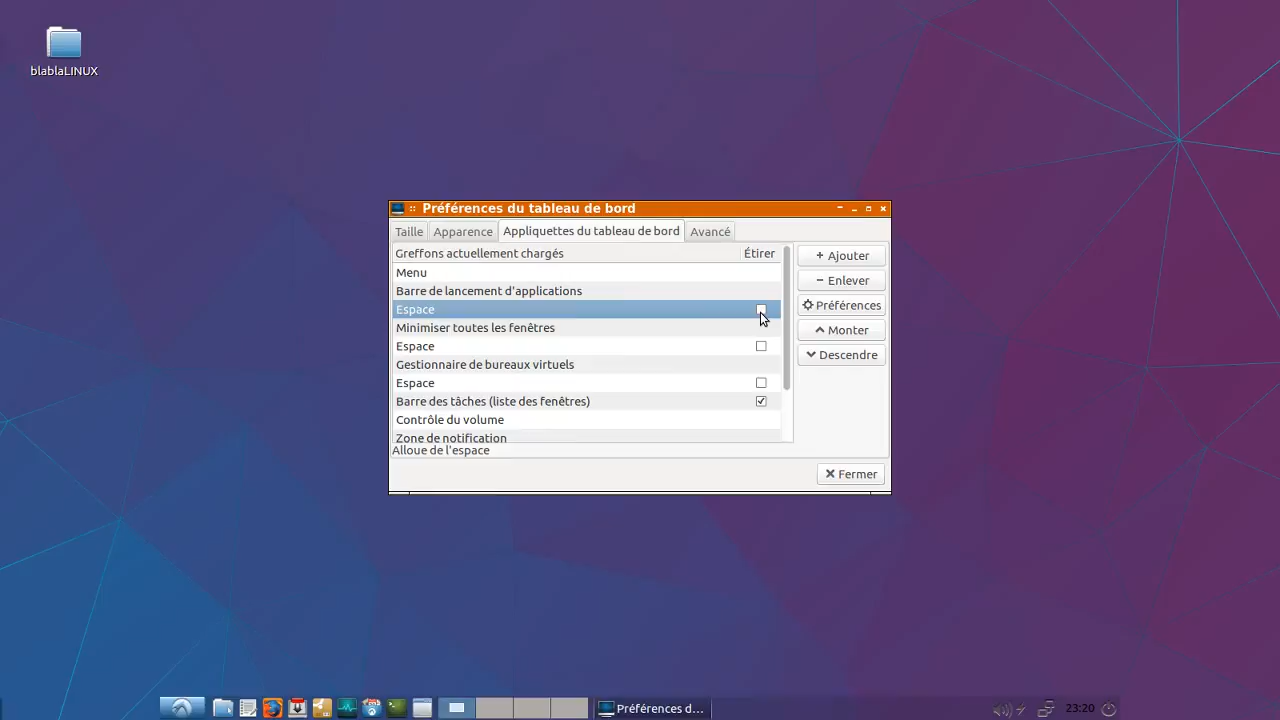 blablaLINUX
Préférences du tableau de bord
Taille Apparence Appliquettes du tableau de bord Avancé
Greffons actuellement chargés Étirer
Menu
Barre de lancement d'applications
Espace
Minimiser toutes les fenêtres
Espace
Gestionnaire de bureaux virtuels
Espace
Barre des tâches (liste des fenêtres)
Contrôle du volume
Zone de notification
Alloue de l'espace
Ajouter
Enlever
Préférences
Monter
Descendre
Fermer
Préférences d...
23:20